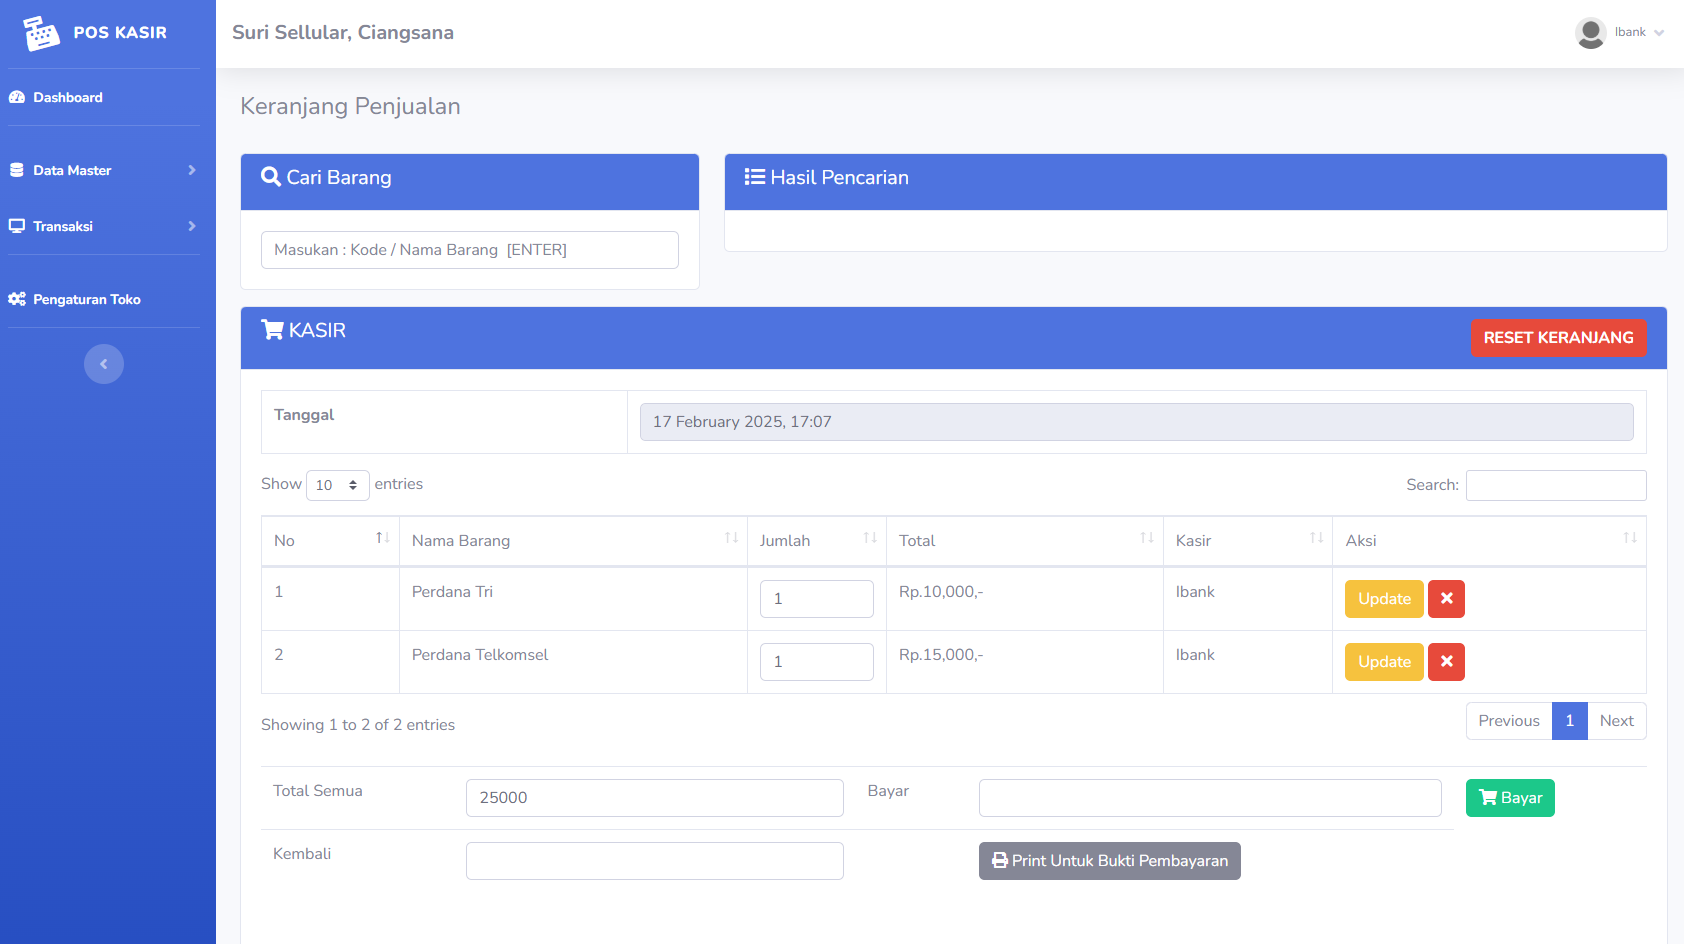 POS KASIR
Suri Sellular, Ciangsana
Ibank
Dashboard
Data Master
Transaksi
Pengaturan Toko
Keranjang Penjualan
Cari Barang
Masukan : Kode / Nama Barang [ENTER]
Hasil Pencarian
KASIR
RESET KERANJANG
Tanggal
17 February 2025, 17:07
Show 10 entries
Search:
No Nama Barang Jumlah Total Kasir Aksi
1 Perdana Tri 1 Rp.10,000,- Ibank Update
2 Perdana Telkomsel 1 Rp.15,000,- Ibank Update
Showing 1 to 2 of 2 entries
Previous 1 Next
Total Semua 25000 Bayar Bayar
Kembali Print Untuk Bukti Pembayaran